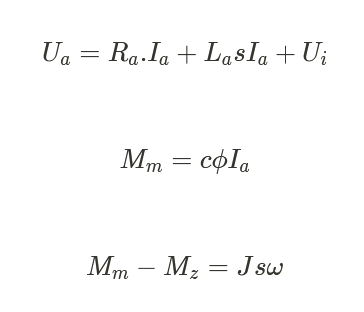 U_a = R_a.I_a + L_a s I_a + U_i
M_m = cϕI_a
M_m − M_z = Jsω